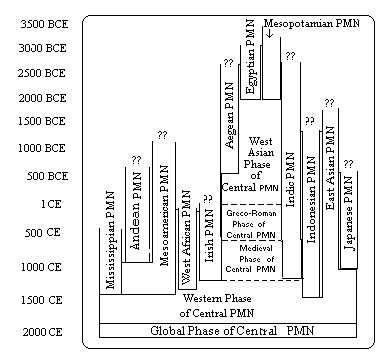 3500 BCE
3000 BCE
2500 BCE
2000 BCE
1500 BCE
1000 BCE
500 BCE
1 CE
500 CE
1000 CE
1500 CE
2000 CE
Mississippian PMN
??
Andean PMN
??
Mesoamerican PMN
West African PMN
??
Irish PMN
??
Aegean PMN
??
Egyptian PMN
Mesopotamian PMN
??
Indic PMN
??
Indonesian PMN
??
East Asian PMN
??
Japanese PMN
West
Asian
Phase
of
Central PMN
Greco-Roman
Phase of
Central PMN
Medieval
Phase of
Central PMN
Western Phase
of Central PMN
Global Phase of Central PMN